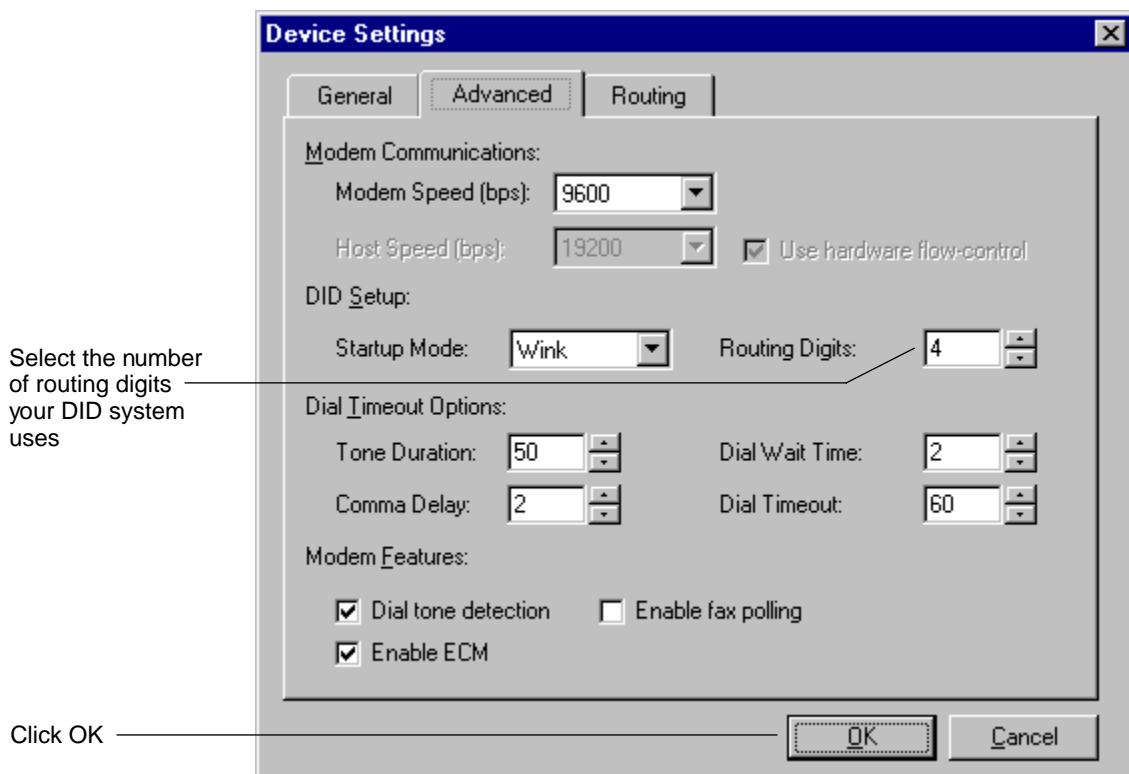 Device Settings
General Advanced Routing
Modem Communications:
Modem Speed (bps): 9600
Host Speed (bps): 19200 Use hardware flow-control
DID Setup:
Startup Mode: Wink Routing Digits: 4
Select the number
of routing digits
your DID system
uses
Dial Timeout Options:
Tone Duration: 50 Dial Wait Time: 2
Comma Delay: 2 Dial Timeout: 60
Modem Features:
Dial tone detection Enable fax polling
Enable ECM
Click OK
OK Cancel